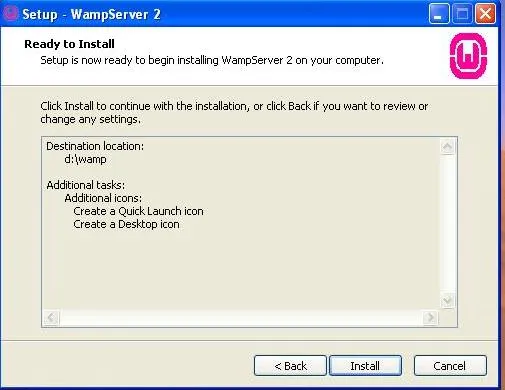 Setup - WampServer 2
Ready to Install
Setup is now ready to begin installing WampServer 2 on your computer.
Click Install to continue with the installation, or click Back if you want to review or
change any settings.
Destination location:
d:\wamp
Additional tasks:
Additional icons:
Create a Quick Launch icon
Create a Desktop icon
< Back
Install
Cancel